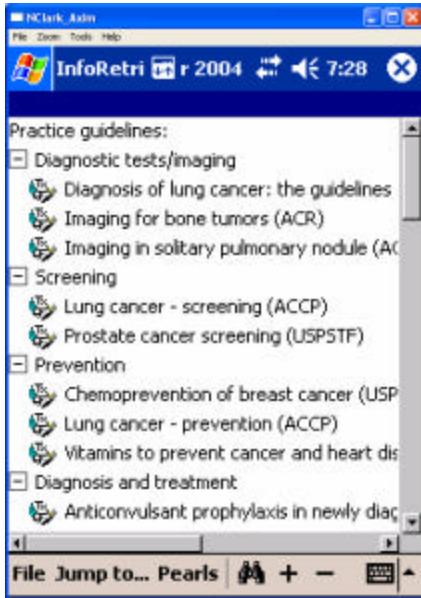 NClark_Axim
File Zoom Tools Help
InfoRetri r 2004 7:28
Practice guidelines:
Diagnostic tests/imaging
Diagnosis of lung cancer: the guidelines
Imaging for bone tumors (ACR)
Imaging in solitary pulmonary nodule (AC
Screening
Lung cancer - screening (ACCP)
Prostate cancer screening (USPSTF)
Prevention
Chemoprevention of breast cancer (USP
Lung cancer - prevention (ACCP)
Vitamins to prevent cancer and heart dis
Diagnosis and treatment
Anticonvulsant prophylaxis in newly diag
File Jump to... Pearls + −